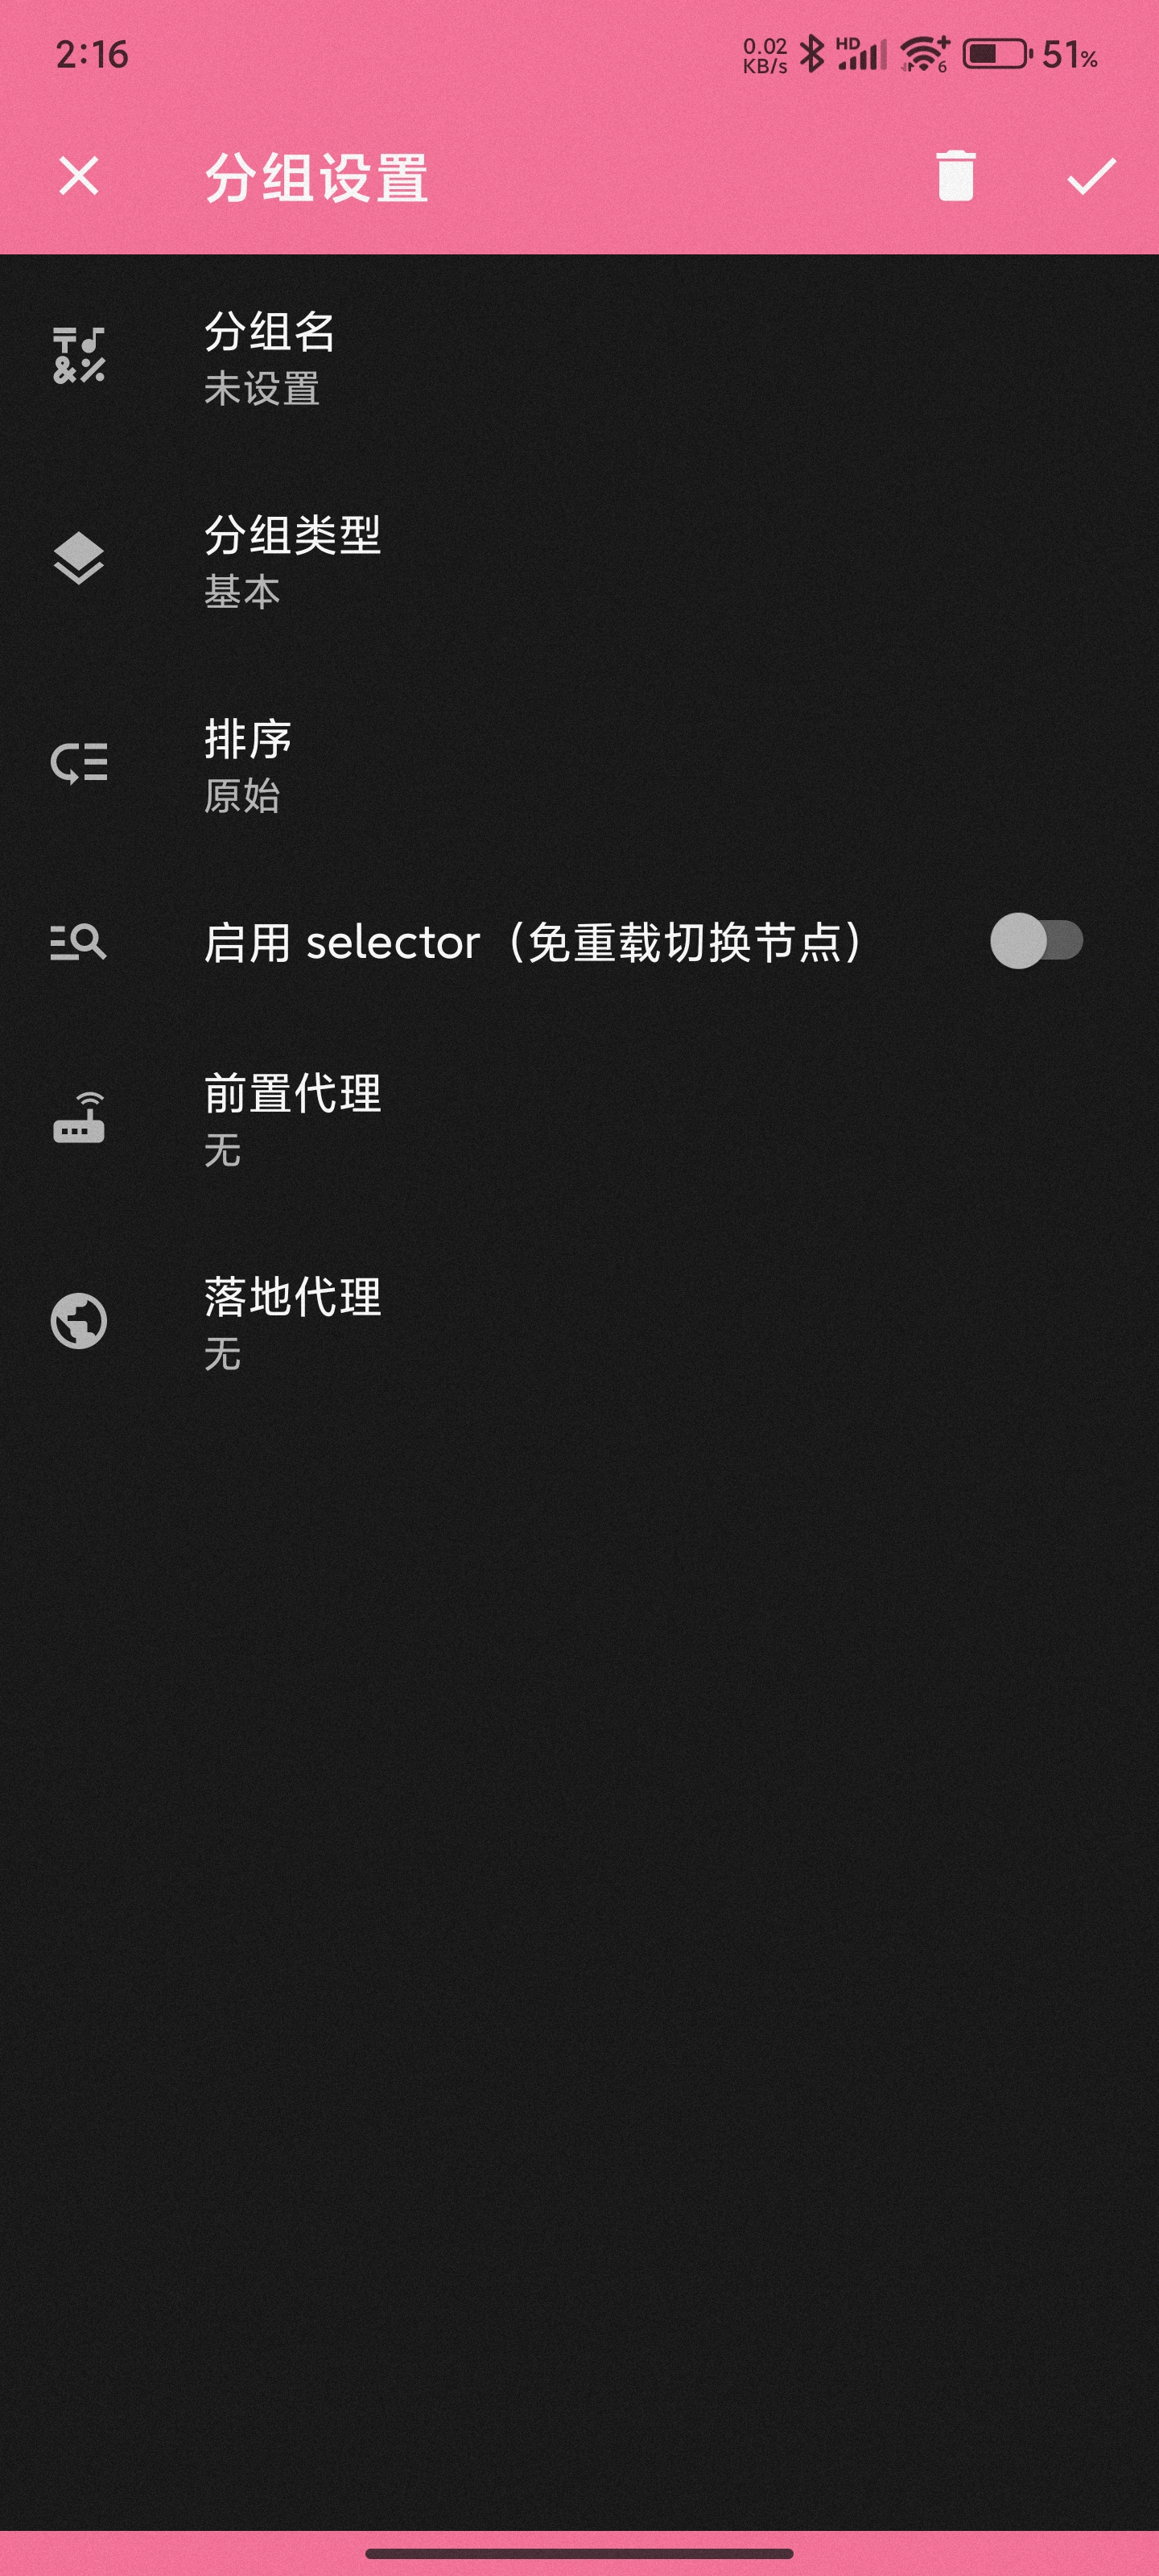 2:16
0.02
KB/s
HD
6
51%
分组设置
分组名
未设置
分组类型
基本
排序
原始
启用 selector（免重载切换节点）
前置代理
无
落地代理
无